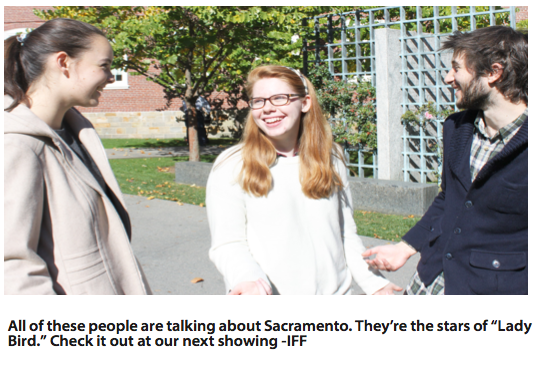 All of these people are talking about Sacramento. They’re the stars of “Lady
Bird.” Check it out at our next showing -IFF